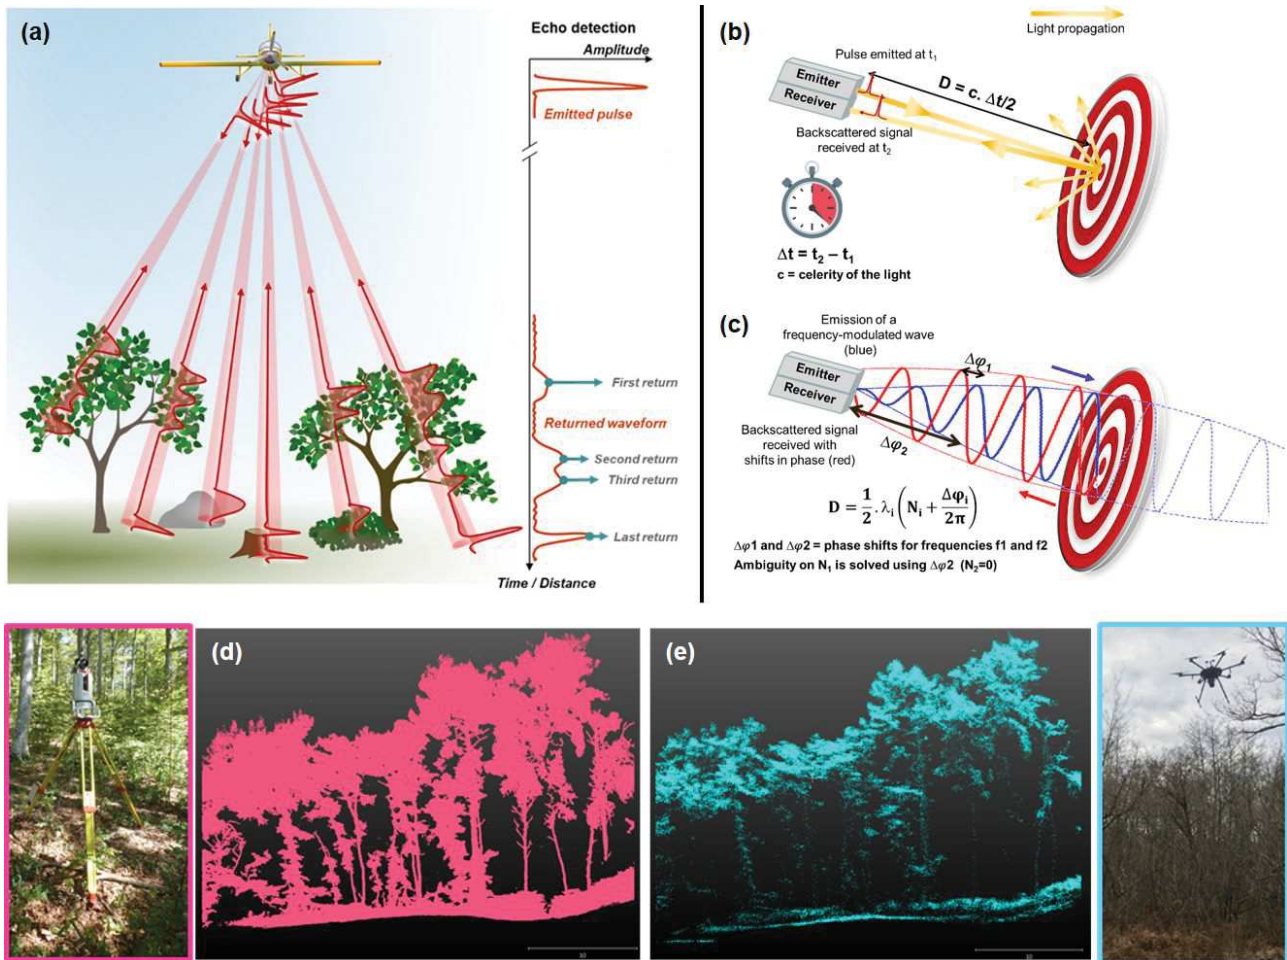 (a)
Echo detection
Amplitude
Emitted pulse
First return
Returned waveform
Second return
Third return
Last return
Time / Distance
(b)
Light propagation
Pulse emitted at t₁
Emitter
Receiver
D = c. Δt/2
Backscattered signal
received at t₂
Δt = t₂ – t₁
c = celerity of the light
(c)
Emission of a
frequency-modulated wave
(blue)
Δφ₁
Emitter
Receiver
Δφ₂
Backscattered signal
received with
shifts in phase (red)
D = 1/2 . λᵢ (Nᵢ + Δφᵢ/2π)
Δφ1 and Δφ2 = phase shifts for frequencies f1 and f2
Ambiguity on N₁ is solved using Δφ2 (N₂=0)
(d)
(e)